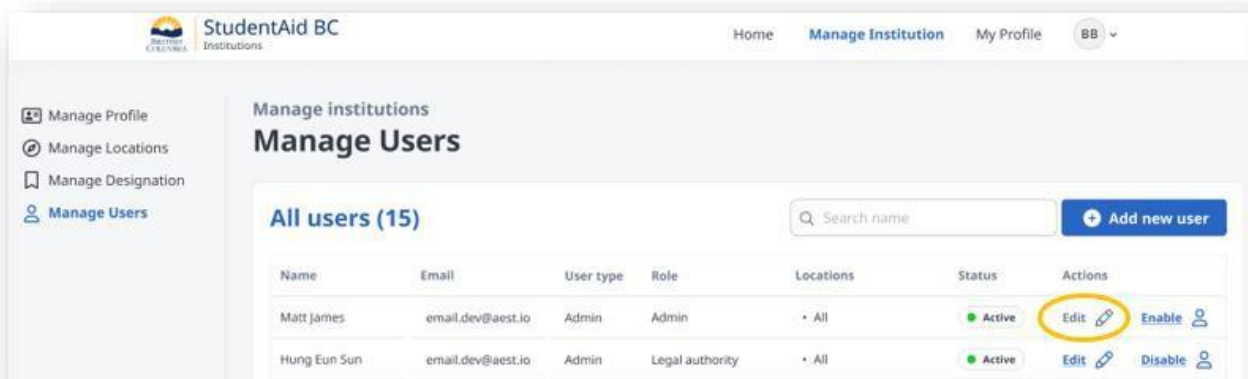 StudentAid BC
BRITISH COLUMBIA
Institutions
Home Manage Institution My Profile BB
Manage Profile
Manage Locations
Manage Designation
Manage Users
Manage institutions
Manage Users
All users (15) Search name Add new user
Name Email User type Role Locations Status Actions
Matt James email.dev@aest.io Admin Admin • All Active Edit Enable
Hung Eun Sun email.dev@aest.io Admin Legal authority • All Active Edit Disable